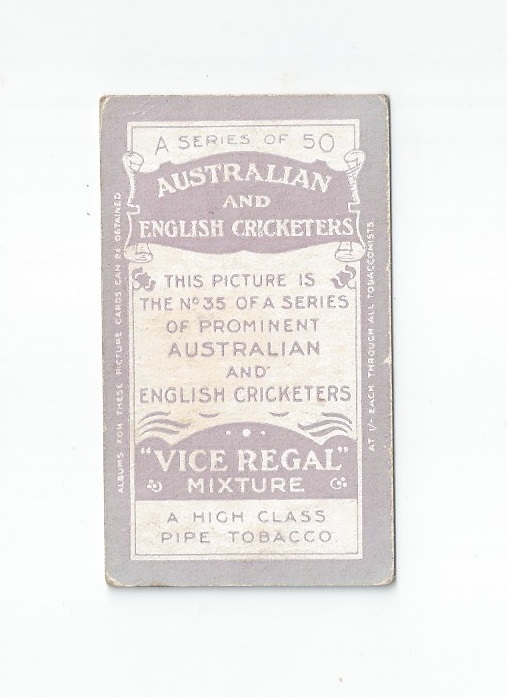 A SERIES OF 50
AUSTRALIAN
AND
ENGLISH CRICKETERS
THIS PICTURE IS
THE Nº 35 OF A SERIES
OF PROMINENT
AUSTRALIAN
AND
ENGLISH CRICKETERS
"VICE REGAL"
MIXTURE
A HIGH CLASS
PIPE TOBACCO
ALBUMS FOR THESE PICTURE CARDS CAN BE OBTAINED
AT 1/- EACH THROUGH ALL TOBACCONISTS.